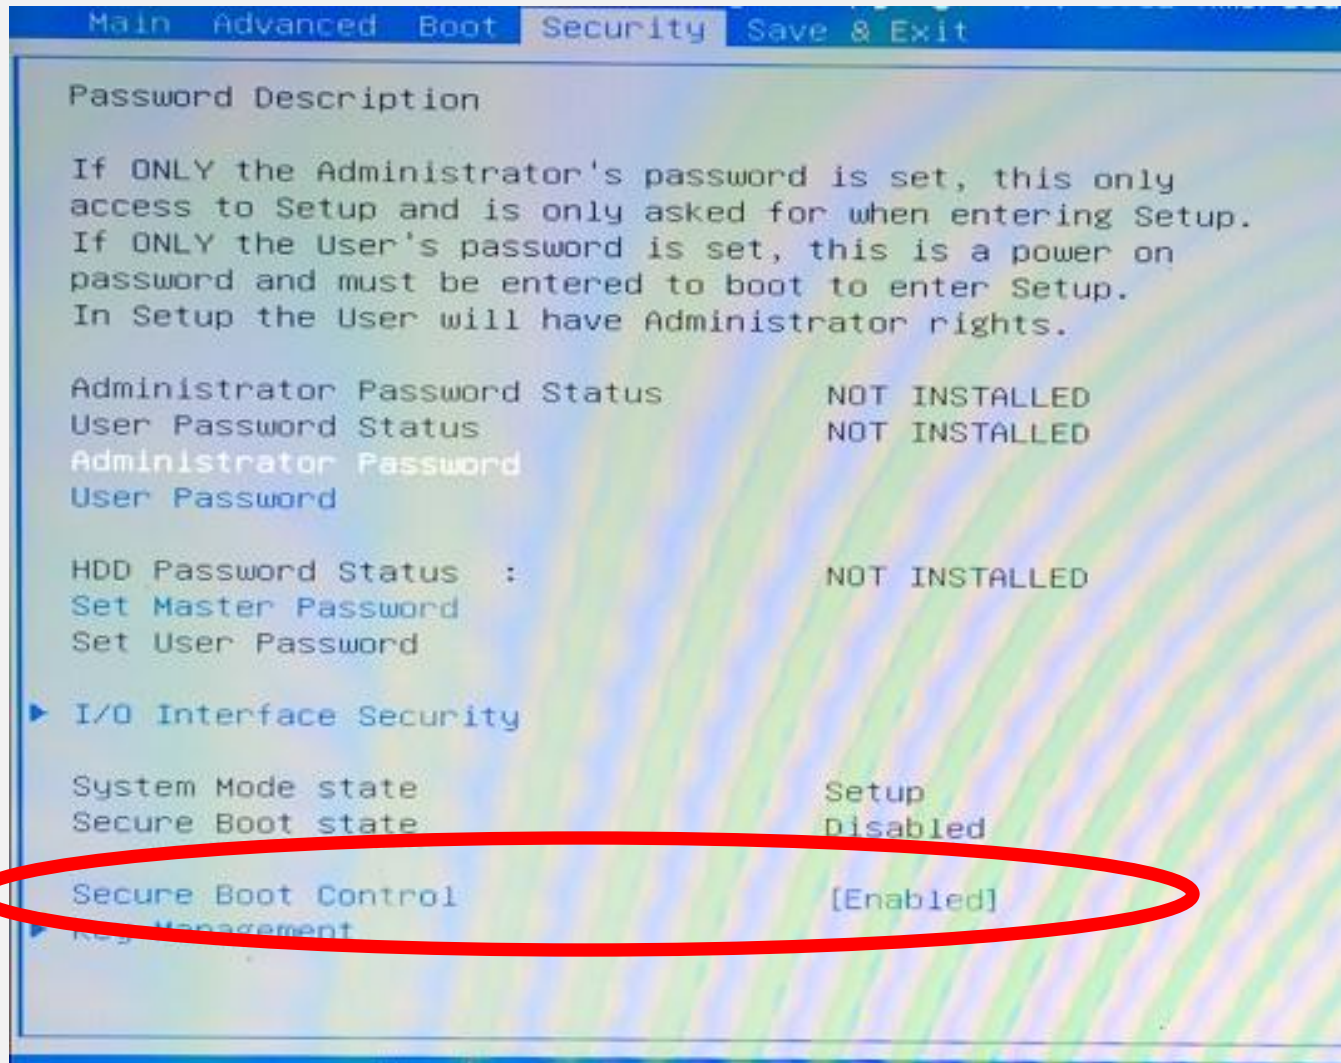 Main Advanced Boot Security Save & Exit
Password Description
If ONLY the Administrator's password is set, this only
access to Setup and is only asked for when entering Setup.
If ONLY the User's password is set, this is a power on
password and must be entered to boot to enter Setup.
In Setup the User will have Administrator rights.
Administrator Password Status NOT INSTALLED
User Password Status NOT INSTALLED
Administrator Password
User Password
HDD Password Status : NOT INSTALLED
Set Master Password
Set User Password
I/O Interface Security
System Mode state Setup
Secure Boot state Disabled
Secure Boot Control [Enabled]
Key Management